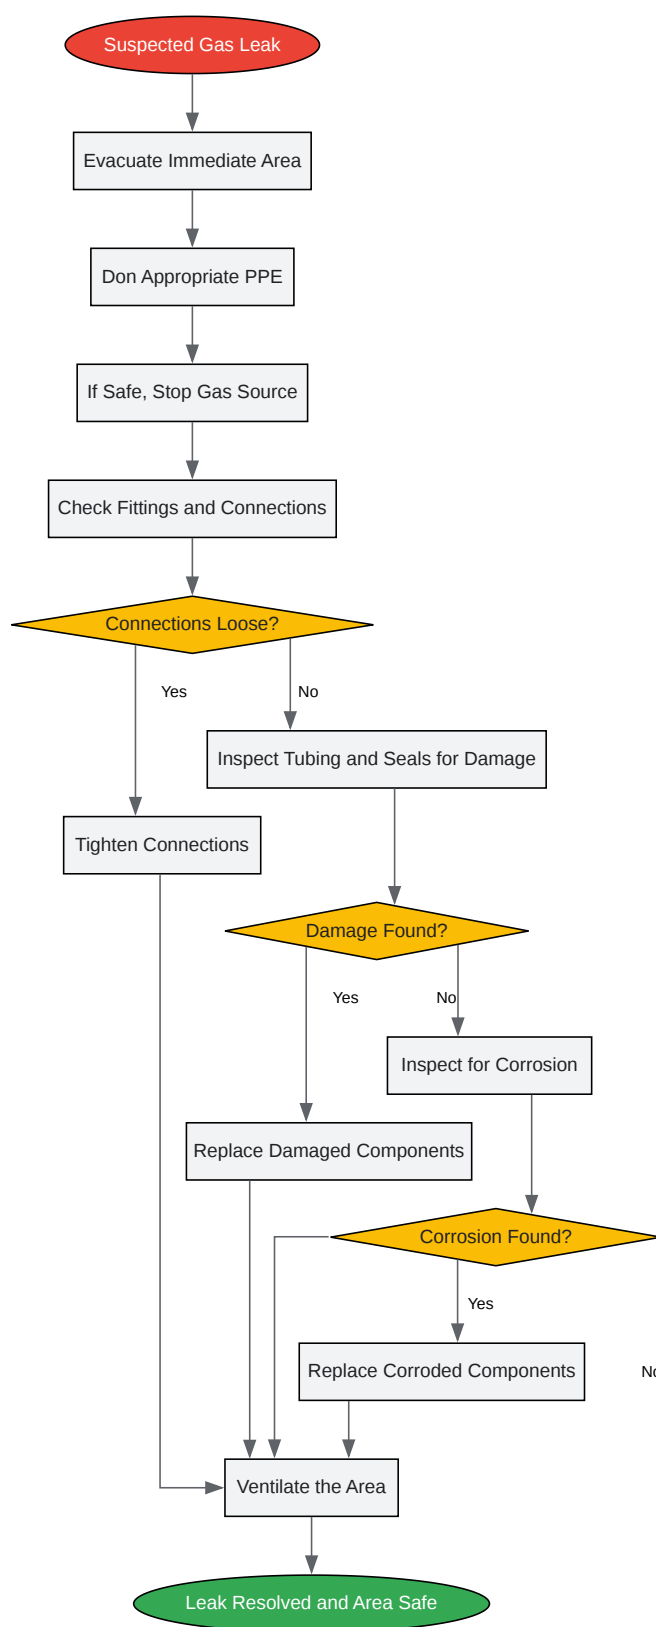 Suspected Gas Leak
Evacuate Immediate Area
Don Appropriate PPE
If Safe, Stop Gas Source
Check Fittings and Connections
Connections Loose?
Yes
No
Inspect Tubing and Seals for Damage
Tighten Connections
Damage Found?
Yes
No
Inspect for Corrosion
Replace Damaged Components
Corrosion Found?
Yes
Replace Corroded Components
No
Ventilate the Area
Leak Resolved and Area Safe